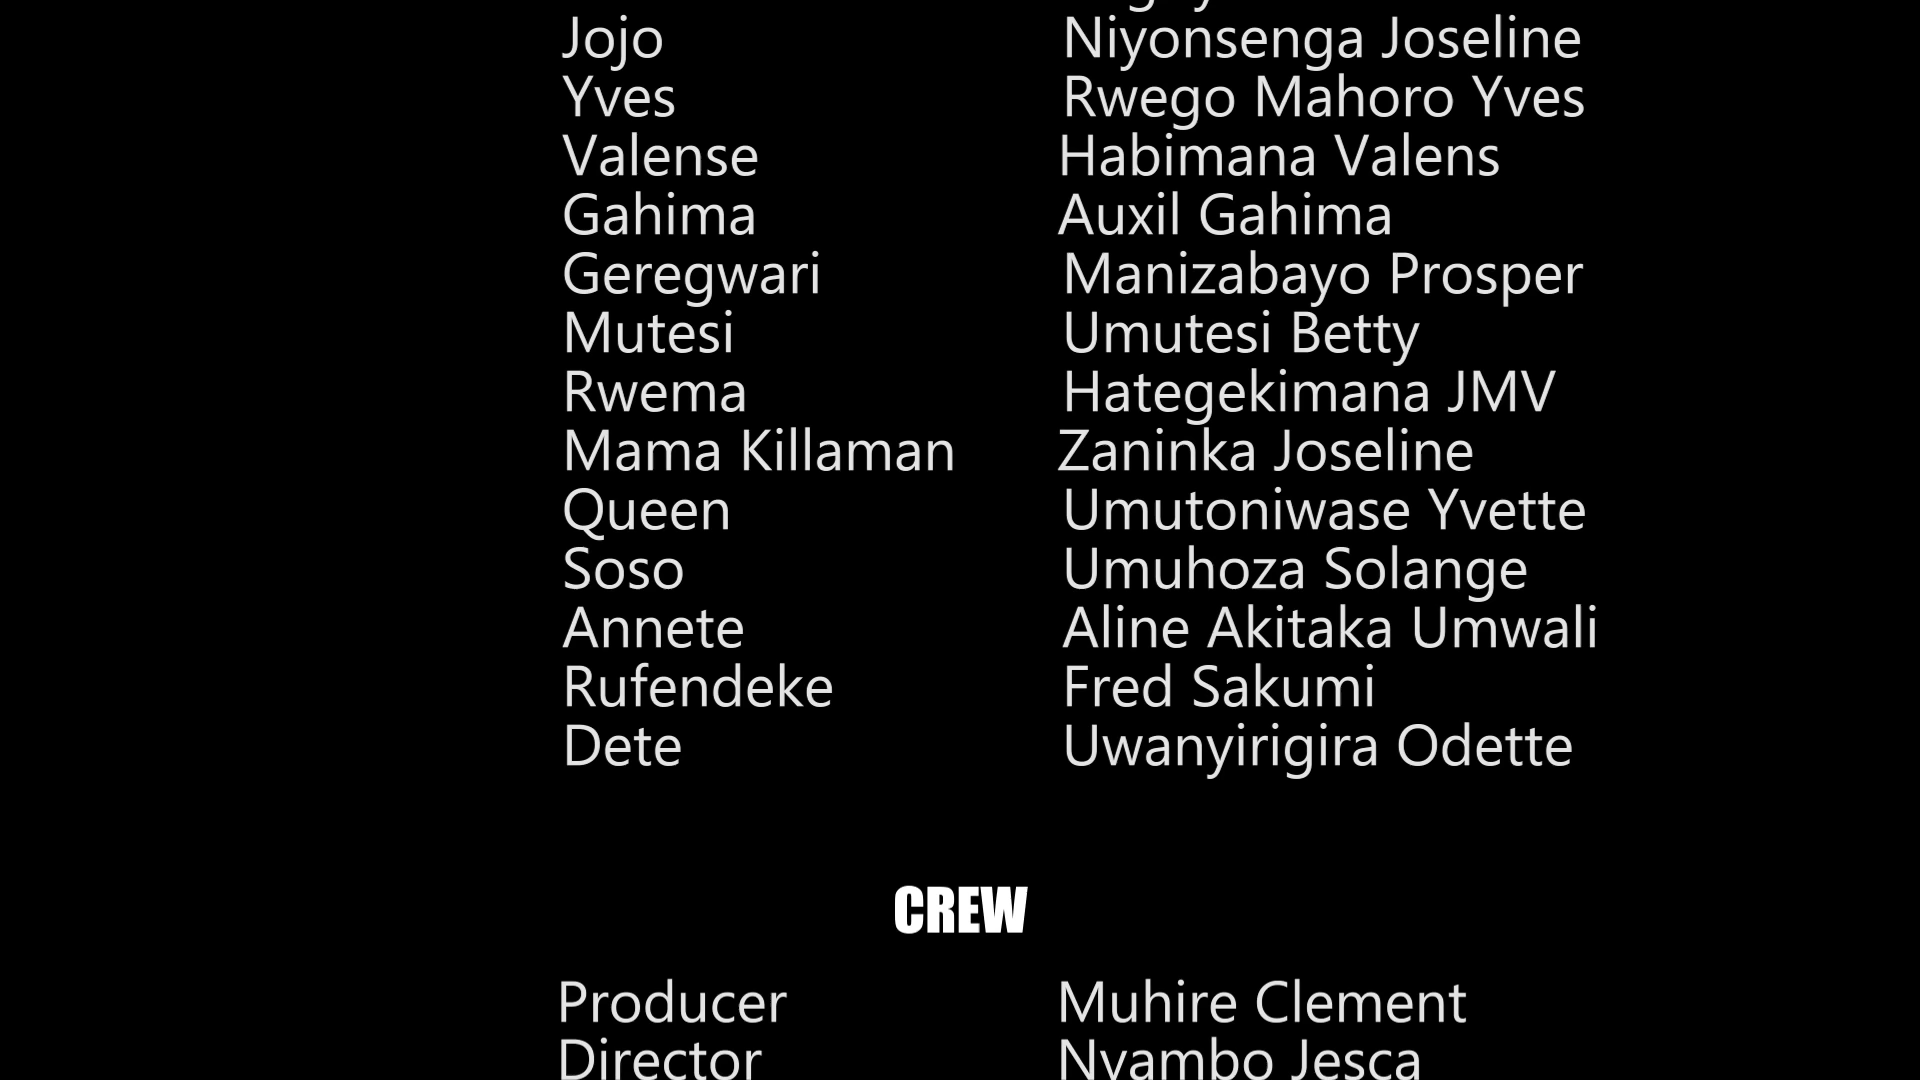 Jojo Niyonsenga Joseline
Yves Rwego Mahoro Yves
Valense Habimana Valens
Gahima Auxil Gahima
Geregwari Manizabayo Prosper
Mutesi Umutesi Betty
Rwema Hategekimana JMV
Mama Killaman Zaninka Joseline
Queen Umutoniwase Yvette
Soso Umuhoza Solange
Annete Aline Akitaka Umwali
Rufendeke Fred Sakumi
Dete Uwanyirigira Odette
CREW
Producer Muhire Clement
Director Nyambo Jesca